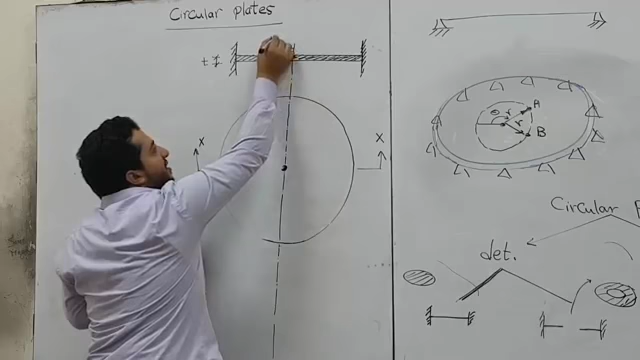 Circular plates
X X
A
r
B
Circular
det.